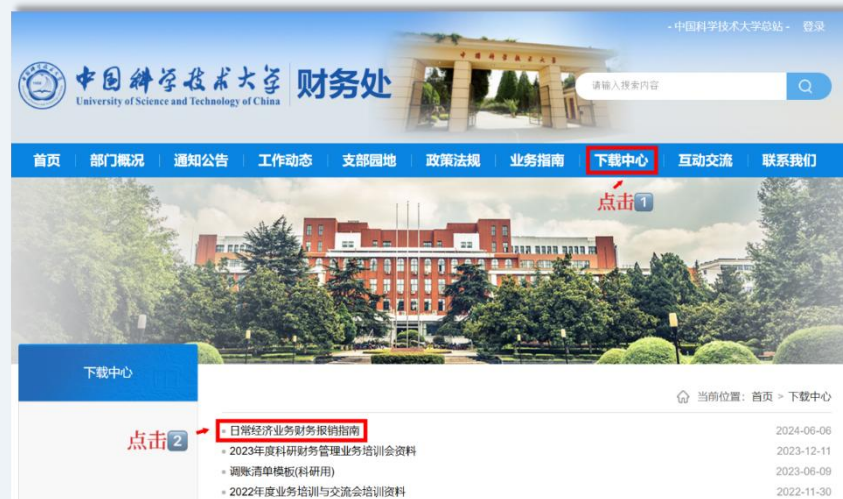 -中国科学技术大学总站- 登录
中国科学技术大学 财务处
University of Science and Technology of China
请输入搜索内容
首页 部门概况 通知公告 工作动态 支部园地 政策法规 业务指南 下载中心 互动交流 联系我们
点击1
下载中心
当前位置: 首页 > 下载中心
点击2
日常经济业务财务报销指南 2024-06-06
2023年度科研财务管理业务培训会资料 2023-12-11
调账清单模板(科研用) 2023-06-09
2022年度业务培训与交流会培训资料 2022-11-30